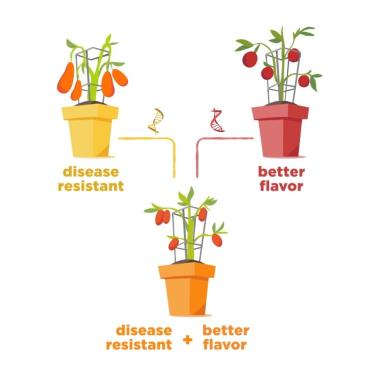 disease
resistant
better
flavor
disease
resistant
+
better
flavor